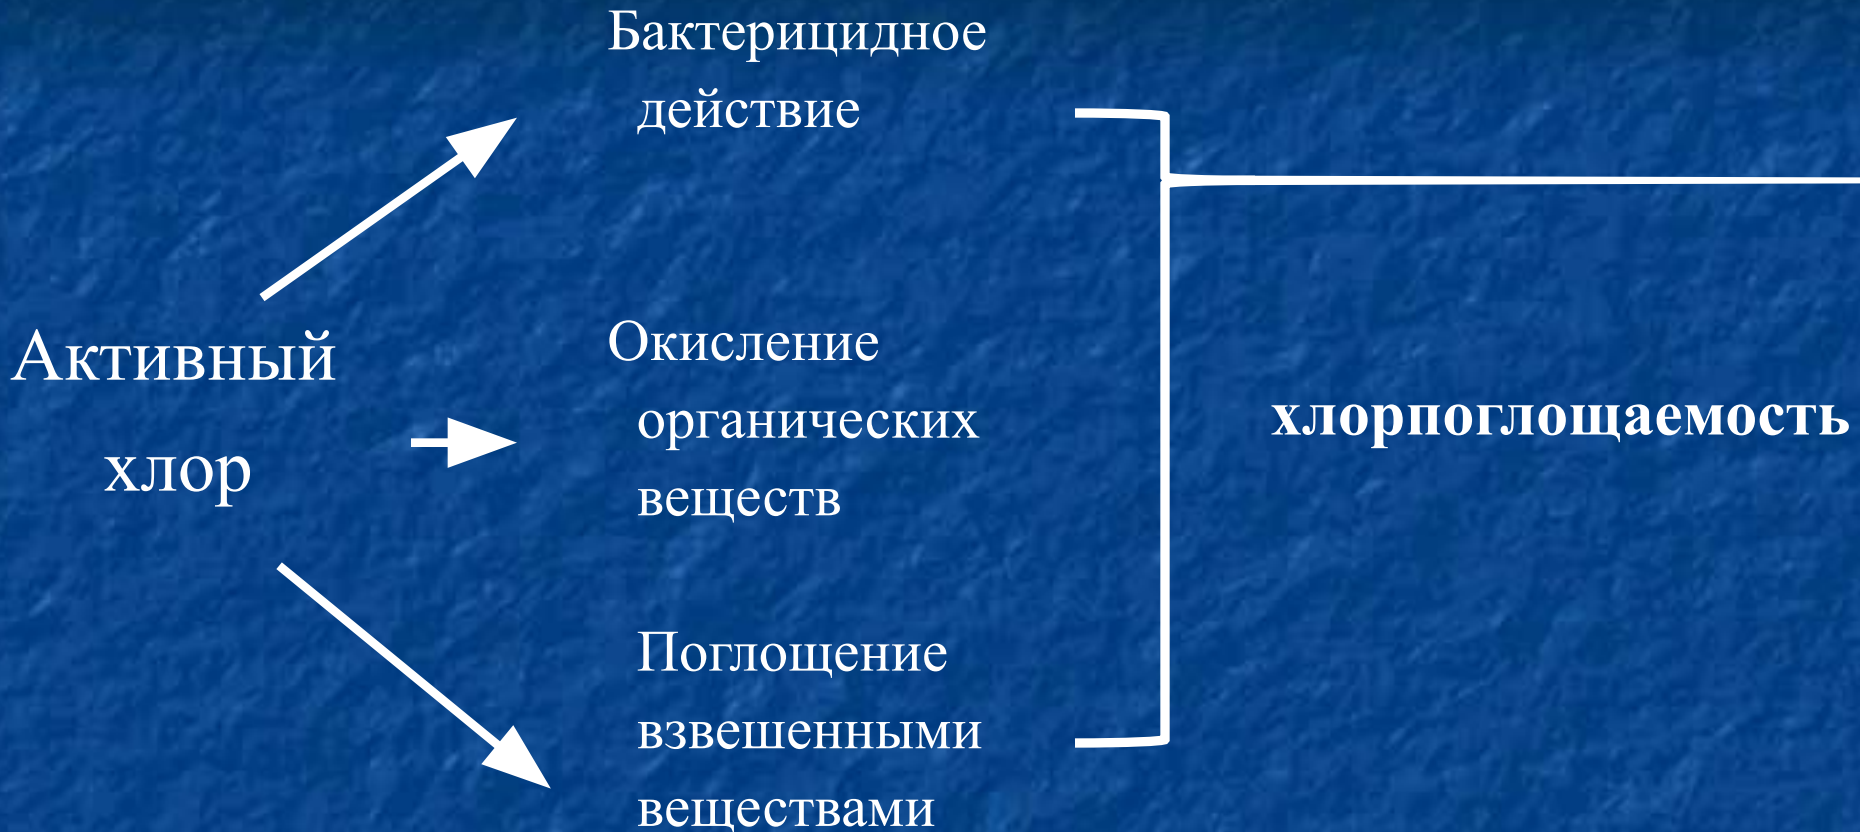 Бактерицидное
действие
Активный
хлор
Окисление
органических
веществ
хлорпоглощаемость
Поглощение
взвешенными
веществами